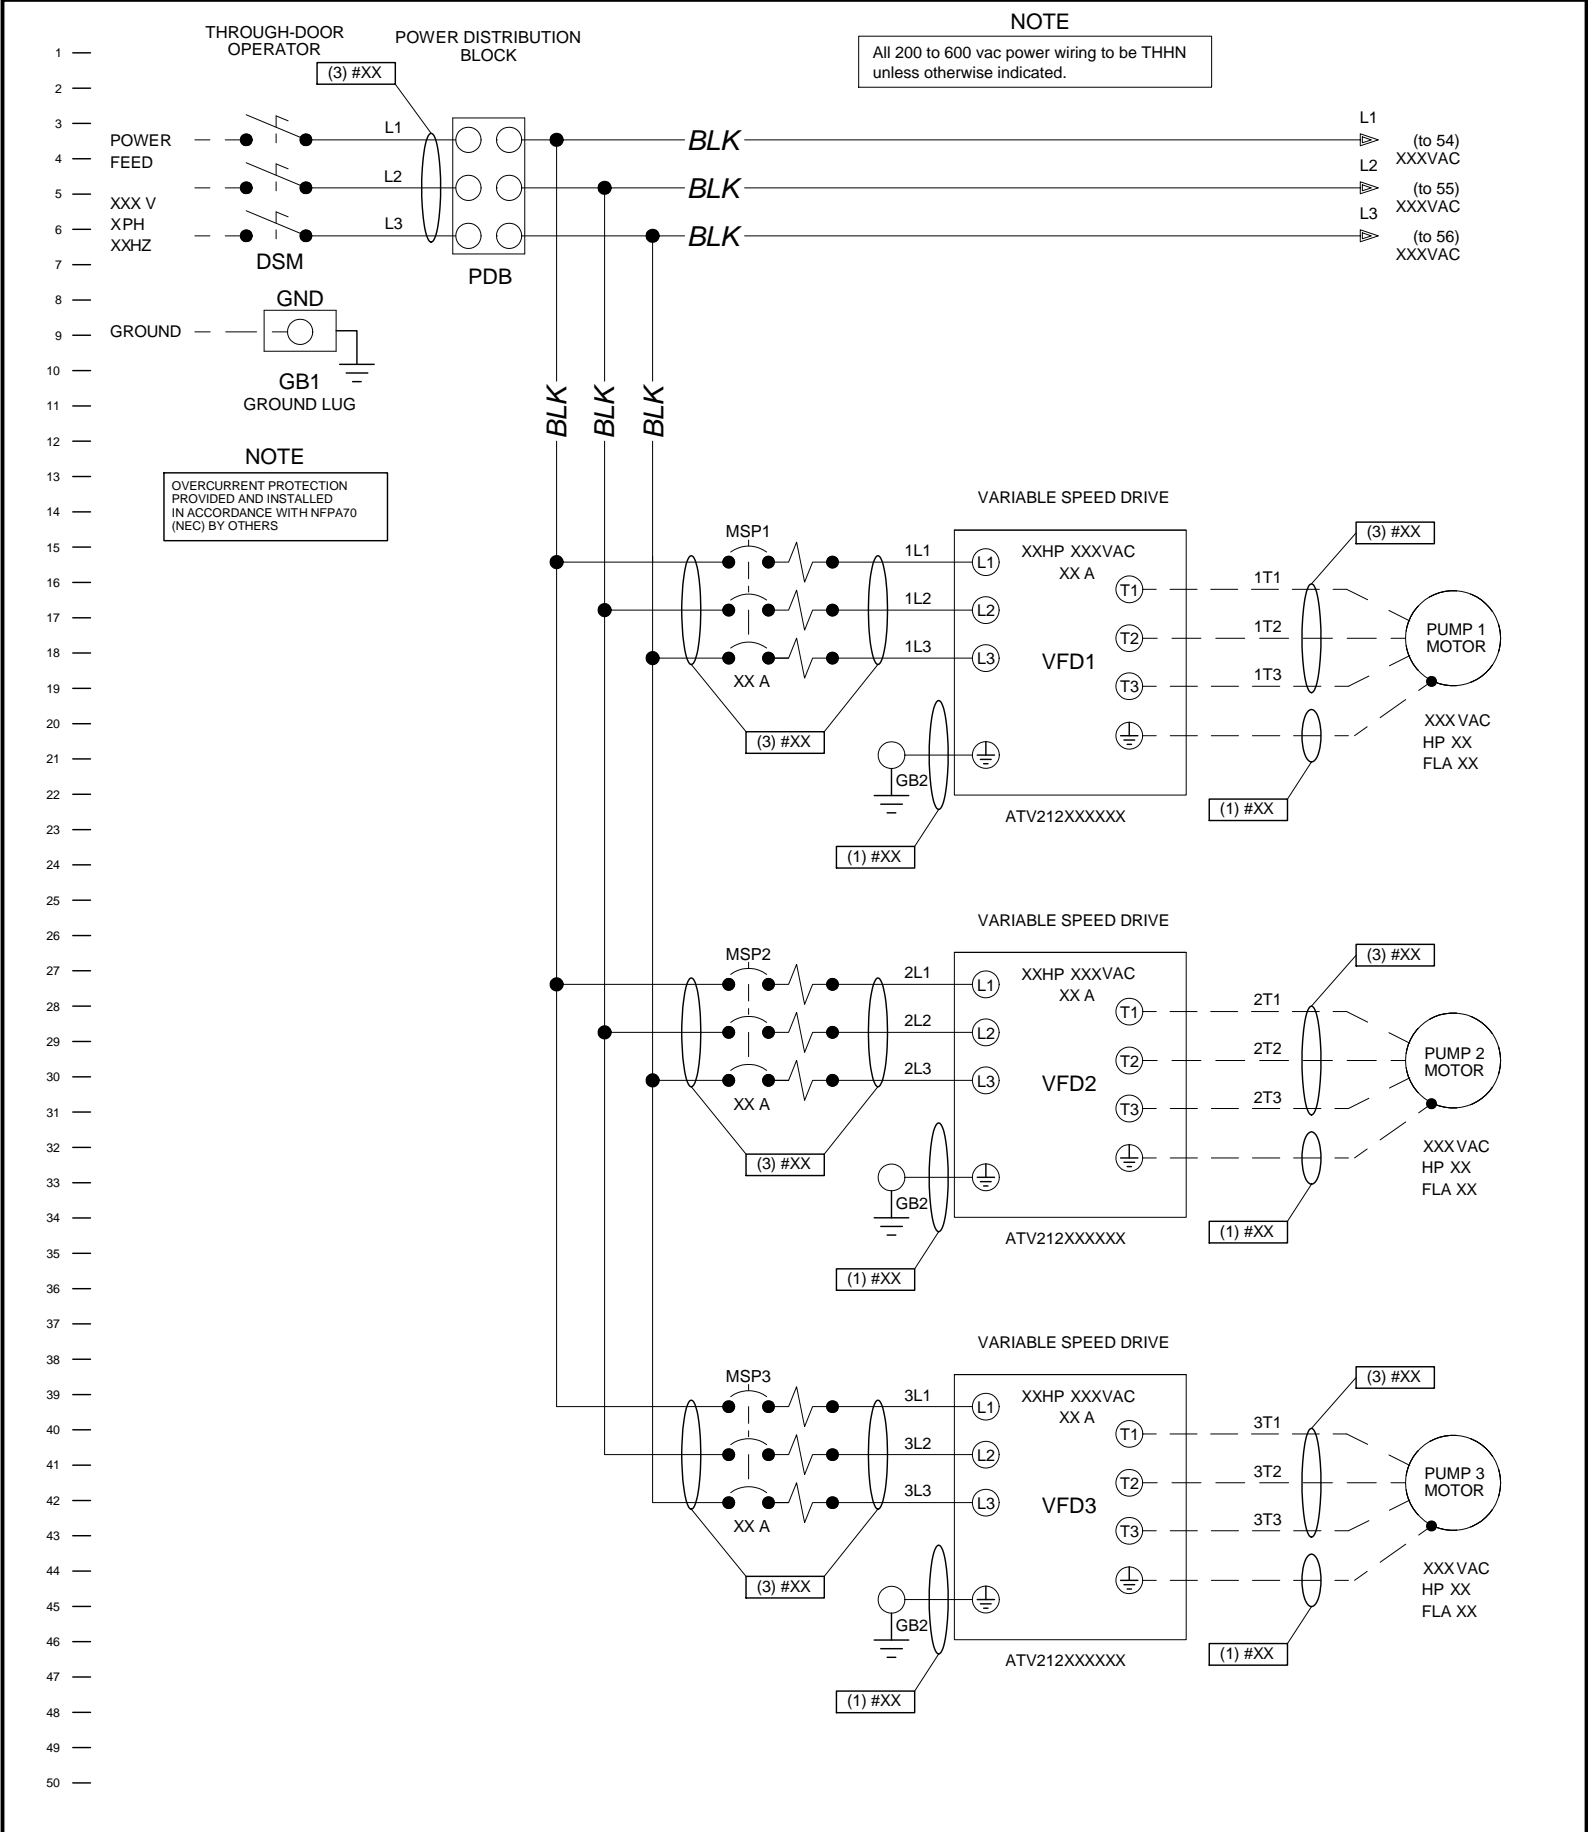 THROUGH-DOOR
OPERATOR
POWER DISTRIBUTION
BLOCK
(3) #XX
NOTE
All 200 to 600 vac power wiring to be THHN
unless otherwise indicated.
1
2
3
4
5
6
7
8
9
10
11
12
13
14
15
16
17
18
19
20
21
22
23
24
25
26
27
28
29
30
31
32
33
34
35
36
37
38
39
40
41
42
43
44
45
46
47
48
49
50
POWER
FEED
XXX V
XPH
XXHZ
L1
L2
L3
DSM
PDB
BLK
BLK
BLK
L1
(to 54)
XXXVAC
L2
(to 55)
XXXVAC
L3
(to 56)
XXXVAC
GND
GROUND
GB1
GROUND LUG
BLK
BLK
BLK
NOTE
OVERCURRENT PROTECTION
PROVIDED AND INSTALLED
IN ACCORDANCE WITH NFPA70
(NEC) BY OTHERS
VARIABLE SPEED DRIVE
MSP1
XX A
(3) #XX
1L1
1L2
1L3
L1
L2
L3
XXHP XXXVAC
XX A
VFD1
T1
T2
T3
1T1
1T2
1T3
(3) #XX
PUMP 1
MOTOR
XXXVAC
HP XX
FLA XX
GB2
(1) #XX
ATV212XXXXXX
(1) #XX
VARIABLE SPEED DRIVE
MSP2
XX A
(3) #XX
2L1
2L2
2L3
L1
L2
L3
XXHP XXXVAC
XX A
VFD2
T1
T2
T3
2T1
2T2
2T3
(3) #XX
PUMP 2
MOTOR
XXXVAC
HP XX
FLA XX
GB2
(1) #XX
ATV212XXXXXX
(1) #XX
VARIABLE SPEED DRIVE
MSP3
XX A
(3) #XX
3L1
3L2
3L3
L1
L2
L3
XXHP XXXVAC
XX A
VFD3
T1
T2
T3
3T1
3T2
3T3
(3) #XX
PUMP 3
MOTOR
XXXVAC
HP XX
FLA XX
GB2
(1) #XX
ATV212XXXXXX
(1) #XX